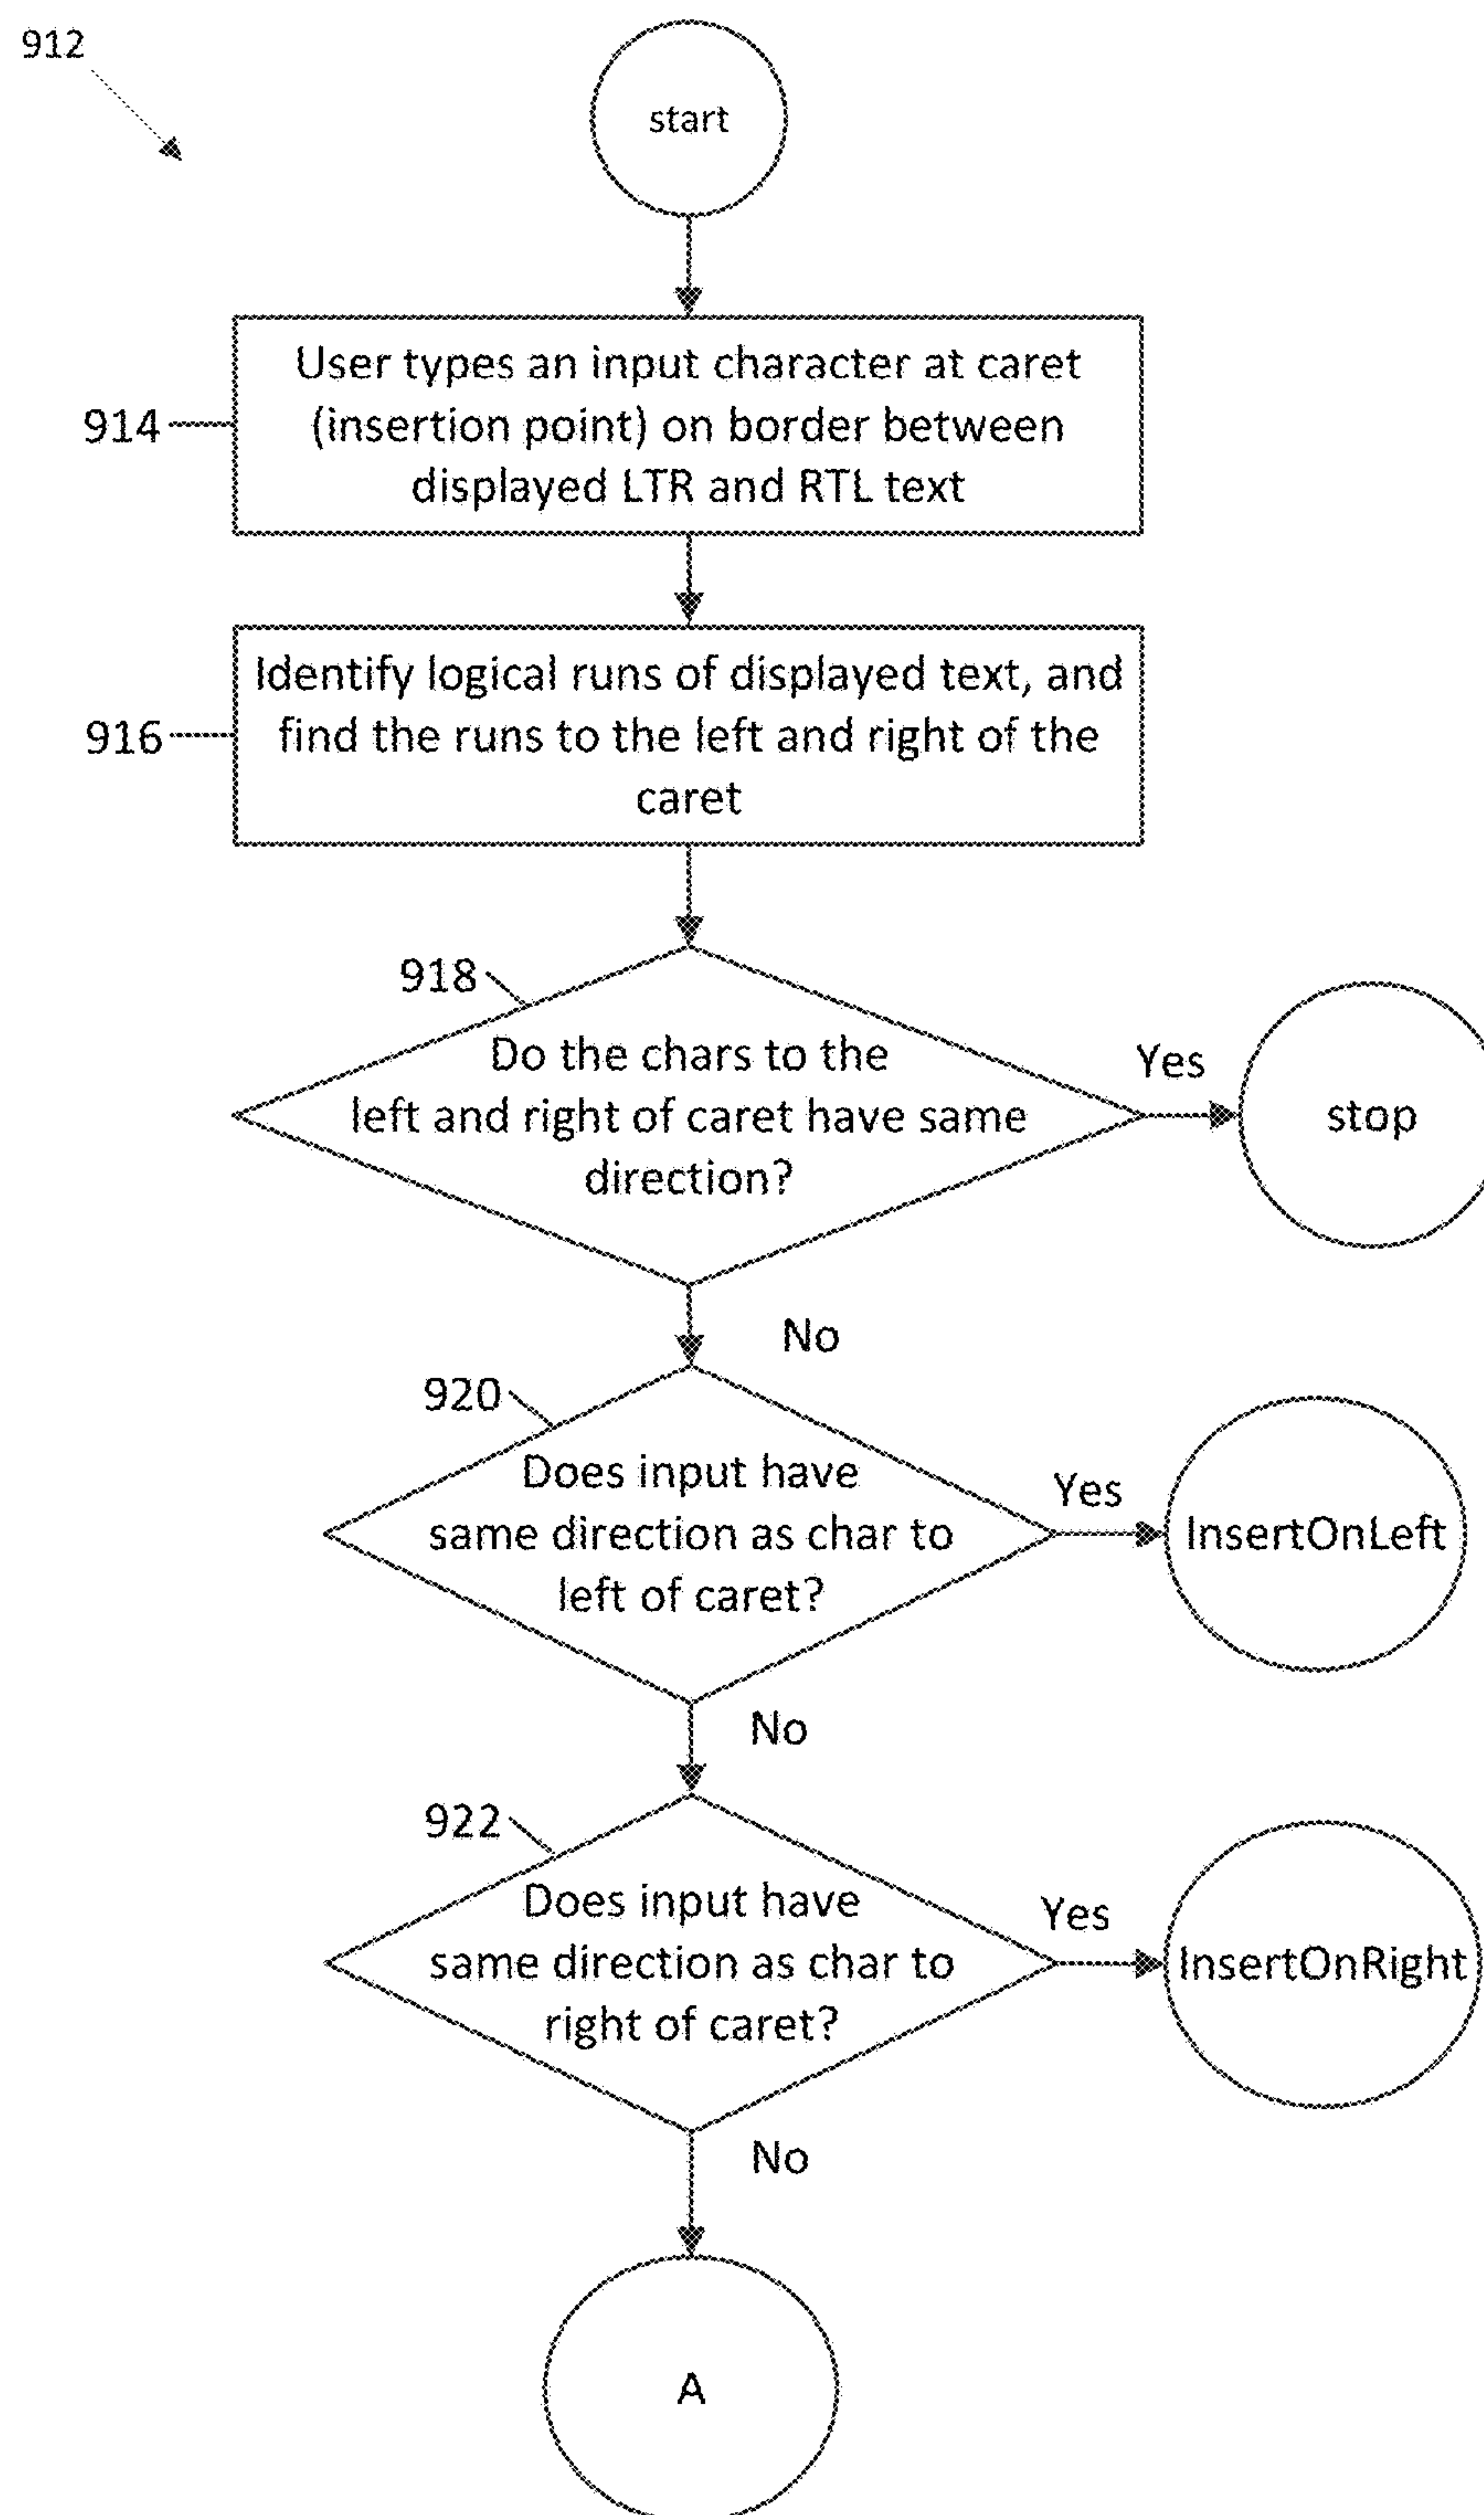 912
start
User types an input character at caret
914
(insertion point) on border between
displayed LTR and RTL text
Identify logical runs of displayed text, and
916
find the runs to the left and right of the
caret
918
Do the chars to the
left and right of caret have same
direction?
Yes
stop
No
920
Does input have
same direction as char to
left of caret?
Yes
InsertOnLeft
No
922
Does input have
same direction as char to
right of caret?
Yes
InsertOnRight
No
A